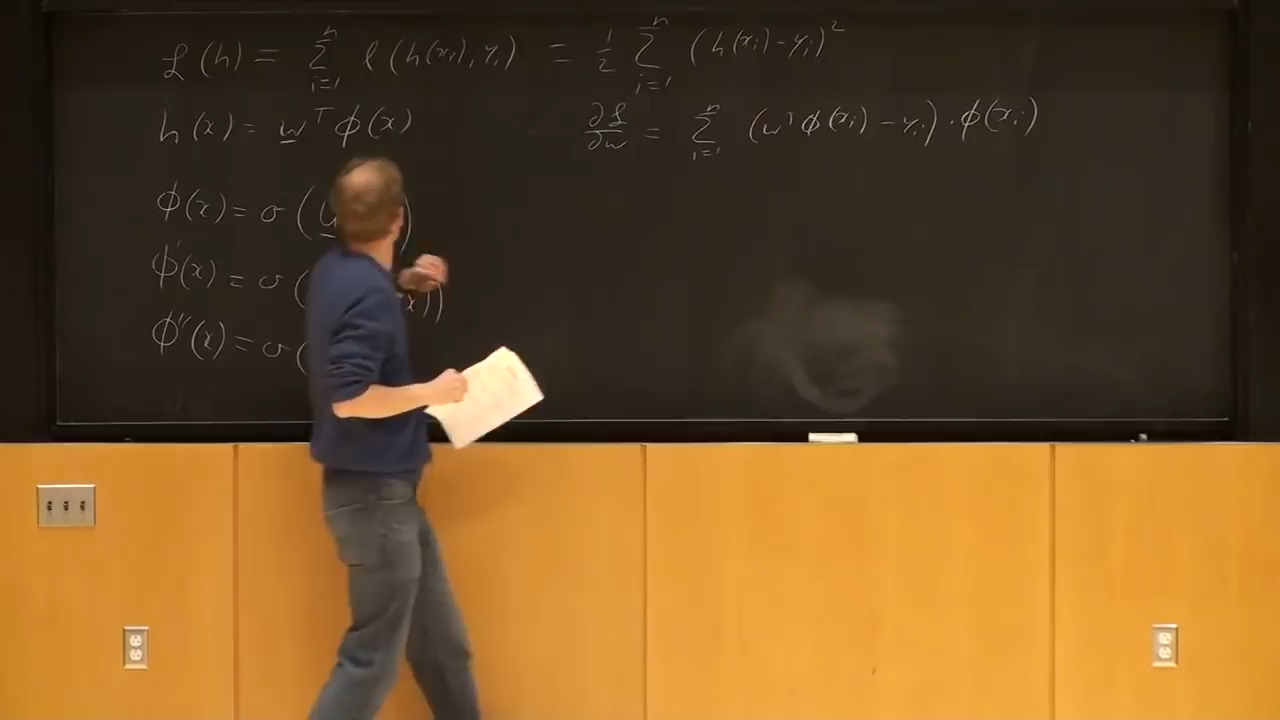 ℒ(h) = Σ_{i=1}^{n} ℓ(h(x_i), y_i) = 1/2 Σ_{i=1}^{n} (h(x_i) - y_i)²
h(x) = w^T φ(x)
∂ℒ/∂w = Σ_{i=1}^{n} (w^T φ(x_i) - y_i) · φ(x_i)
φ(x) = σ(U )
φ'(x) = σ( x))
φ''(x) = σ(